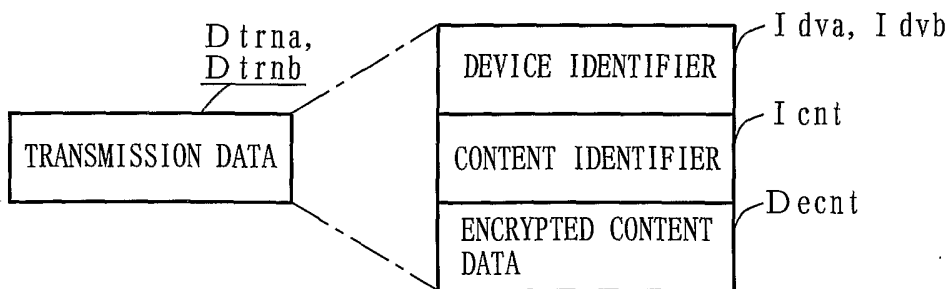 Dtrna,
Dtrnb
TRANSMISSION DATA
DEVICE IDENTIFIER
Idva, Idvb
CONTENT IDENTIFIER
Icnt
ENCRYPTED CONTENT
DATA
Decnt